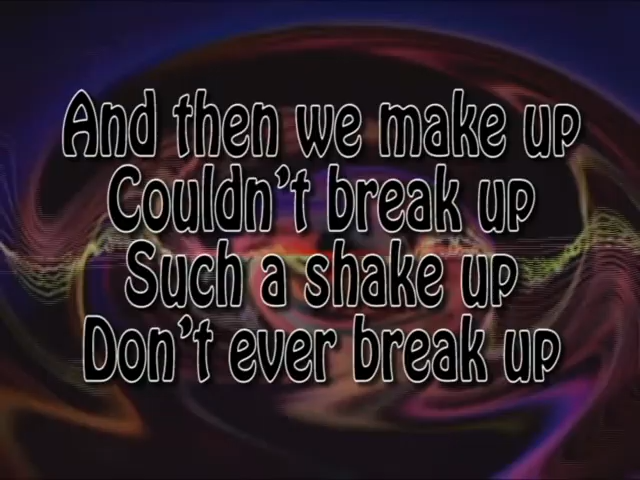 And then we make up
Couldn't break up
Such a shake up
Don't ever break up